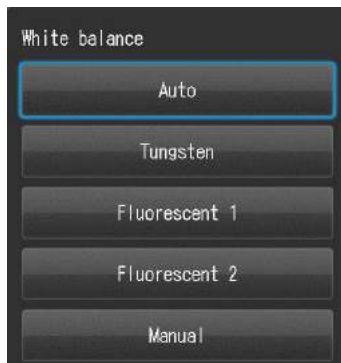 White balance
Auto
Tungsten
Fluorescent 1
Fluorescent 2
Manual